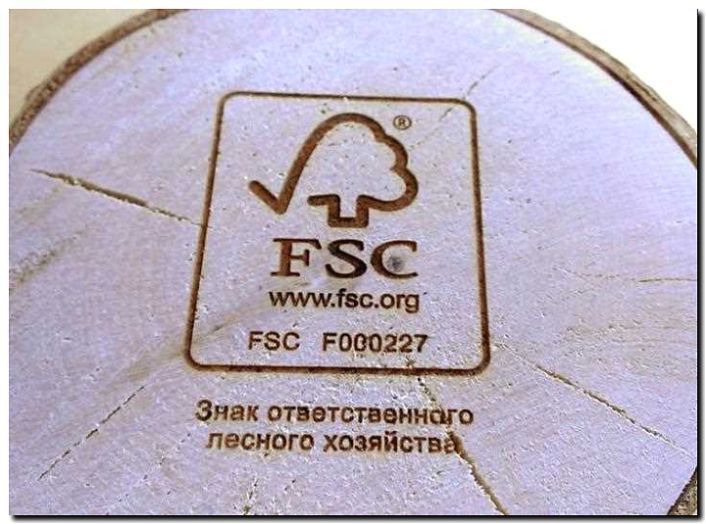 ®
FSC
www.fsc.org
FSC F000227
Знак ответственного
лесного хозяйства